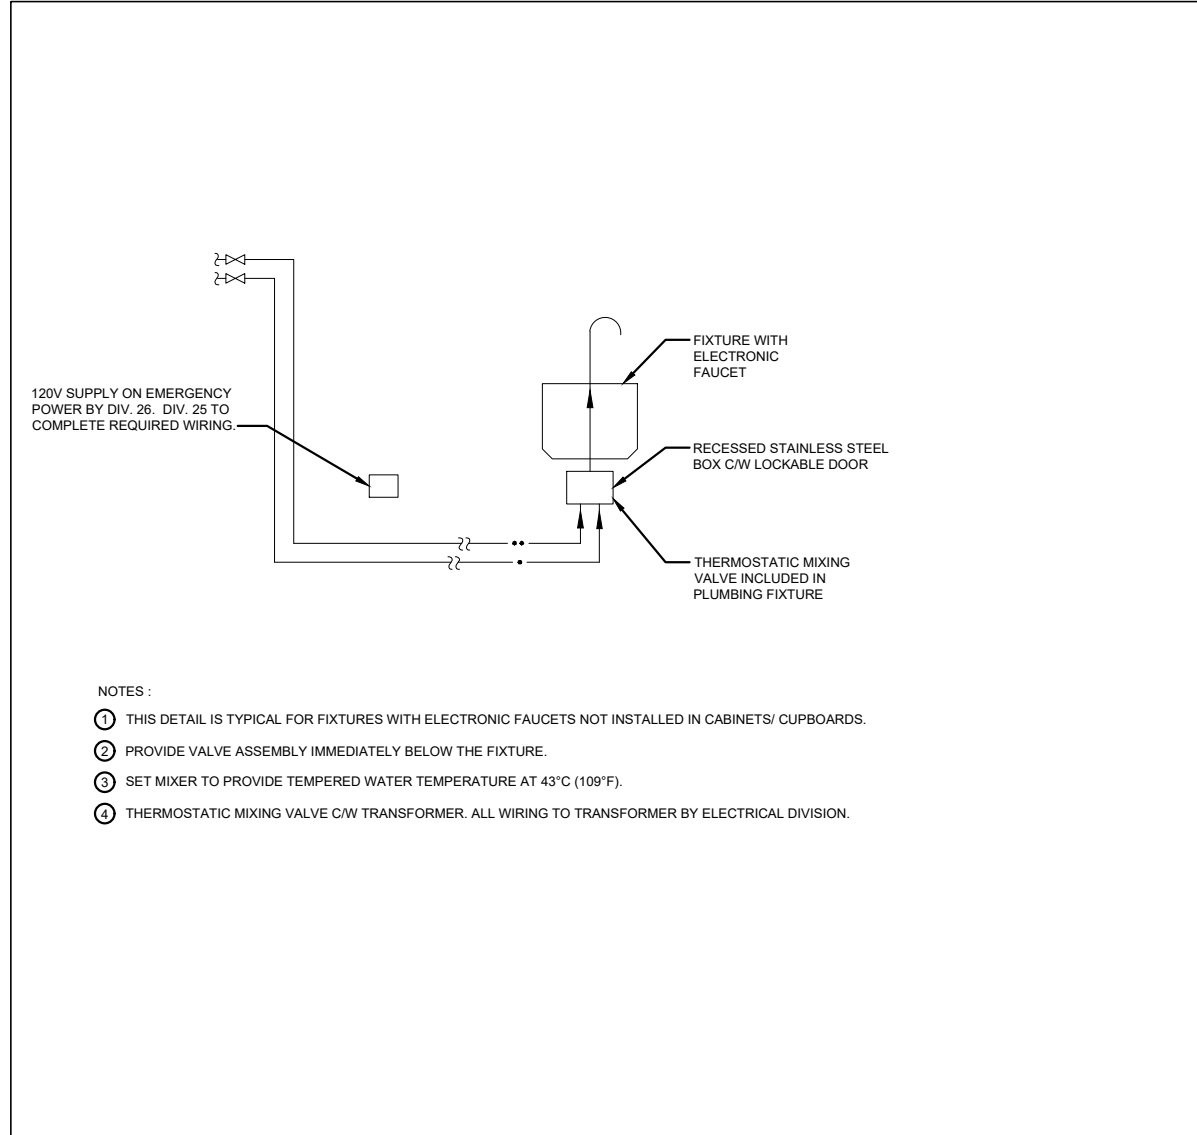 120V SUPPLY ON EMERGENCY
POWER BY DIV. 26.  DIV. 25 TO
COMPLETE REQUIRED WIRING.
FIXTURE WITH
ELECTRONIC
FAUCET
RECESSED STAINLESS STEEL
BOX C/W LOCKABLE DOOR
THERMOSTATIC MIXING
VALVE INCLUDED IN
PLUMBING FIXTURE
NOTES :
1 THIS DETAIL IS TYPICAL FOR FIXTURES WITH ELECTRONIC FAUCETS NOT INSTALLED IN CABINETS/ CUPBOARDS.
2 PROVIDE VALVE ASSEMBLY IMMEDIATELY BELOW THE FIXTURE.
3 SET MIXER TO PROVIDE TEMPERED WATER TEMPERATURE AT 43°C (109°F).
4 THERMOSTATIC MIXING VALVE C/W TRANSFORMER. ALL WIRING TO TRANSFORMER BY ELECTRICAL DIVISION.